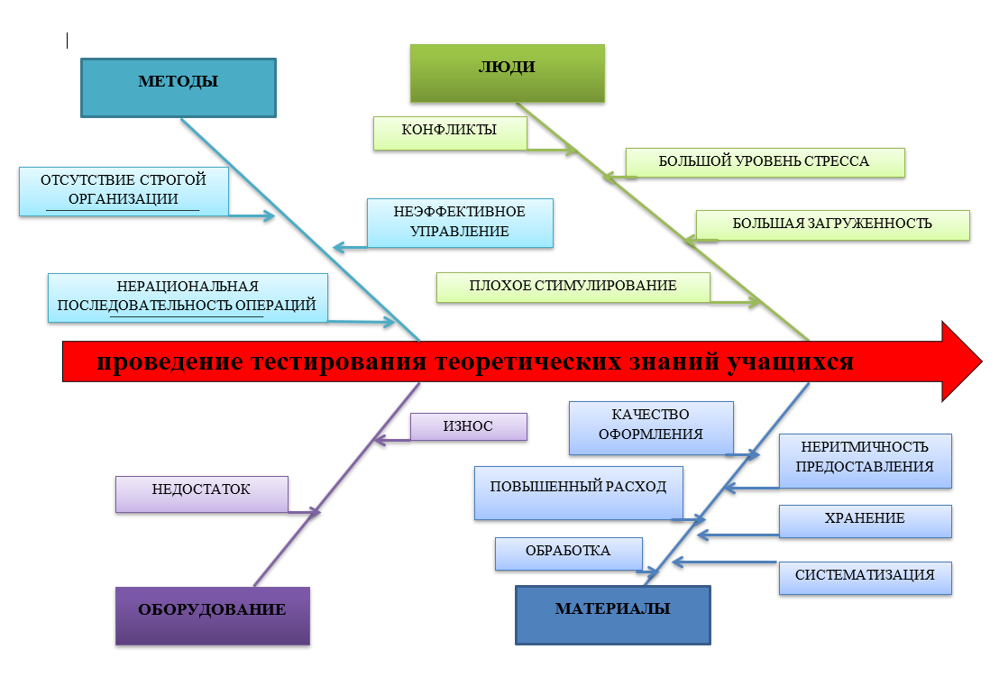 МЕТОДЫ
ЛЮДИ
КОНФЛИКТЫ
БОЛЬШОЙ УРОВЕНЬ СТРЕССА
ОТСУТСТВИЕ СТРОГОЙ
ОРГАНИЗАЦИИ
НЕЭФФЕКТИВНОЕ
УПРАВЛЕНИЕ
БОЛЬШАЯ ЗАГРУЖЕННОСТЬ
НЕРАЦИОНАЛЬНАЯ
ПОСЛЕДОВАТЕЛЬНОСТЬ ОПЕРАЦИЙ
ПЛОХОЕ СТИМУЛИРОВАНИЕ
проведение тестирования теоретических знаний учащихся
ИЗНОС
КАЧЕСТВО
ОФОРМЛЕНИЯ
НЕРИТМИЧНОСТЬ
ПРЕДОСТАВЛЕНИЯ
НЕДОСТАТОК
ПОВЫШЕННЫЙ РАСХОД
ХРАНЕНИЕ
ОБРАБОТКА
СИСТЕМАТИЗАЦИЯ
ОБОРУДОВАНИЕ
МАТЕРИАЛЫ